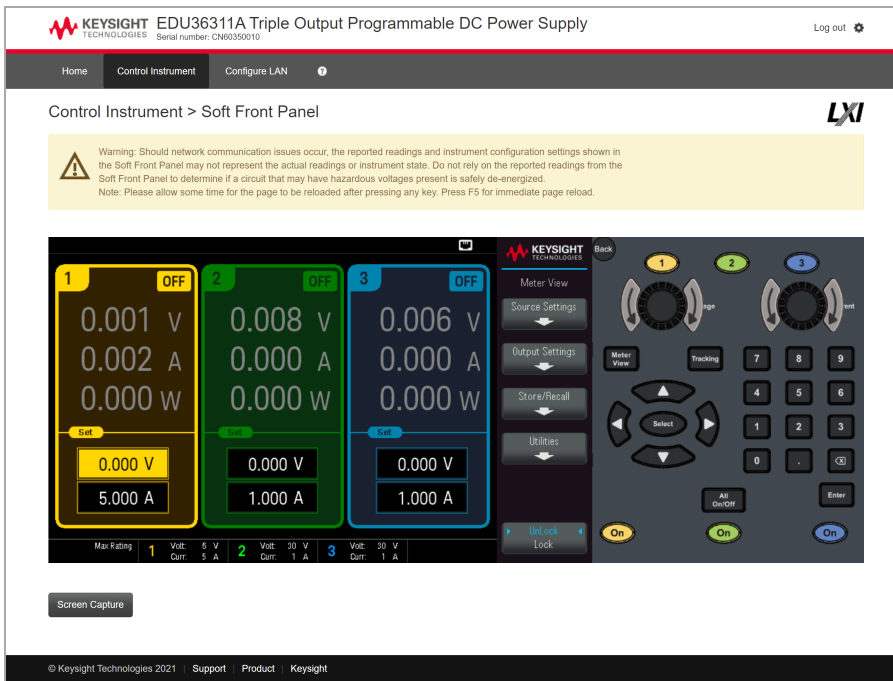 KEYSIGHT
TECHNOLOGIES
EDU36311A Triple Output Programmable DC Power Supply
Serial number: CN60350010
Log out
Home
Control Instrument
Configure LAN
?
Control Instrument > Soft Front Panel
LXI
Warning: Should network communication issues occur, the reported readings and instrument configuration settings shown in
the Soft Front Panel may not represent the actual readings or instrument state. Do not rely on the reported readings from the
Soft Front Panel to determine if a circuit that may have hazardous voltages present is safely de-energized.
Note: Please allow some time for the page to be reloaded after pressing any key. Press F5 for immediate page reload.
1 OFF
0.001 V
0.002 A
0.000 W
Set
0.000 V
5.000 A
2 OFF
0.008 V
0.000 A
0.000 W
Set
0.000 V
1.000 A
3 OFF
0.006 V
0.000 A
0.000 W
Set
0.000 V
1.000 A
Max Rating
1 Volt: 6 V
Curr: 5 A
2 Volt: 30 V
Curr: 1 A
3 Volt: 30 V
Curr: 1 A
KEYSIGHT
TECHNOLOGIES
Meter View
Source Settings
Output Settings
Store/Recall
Utilities
UnLock
Lock
Back
1 2 3
age
ent
Meter
View
Tracking
7 8 9
4 5 6
Select
1 2 3
0 .
All
On/Off
Enter
On On On
Screen Capture
© Keysight Technologies 2021 | Support | Product | Keysight